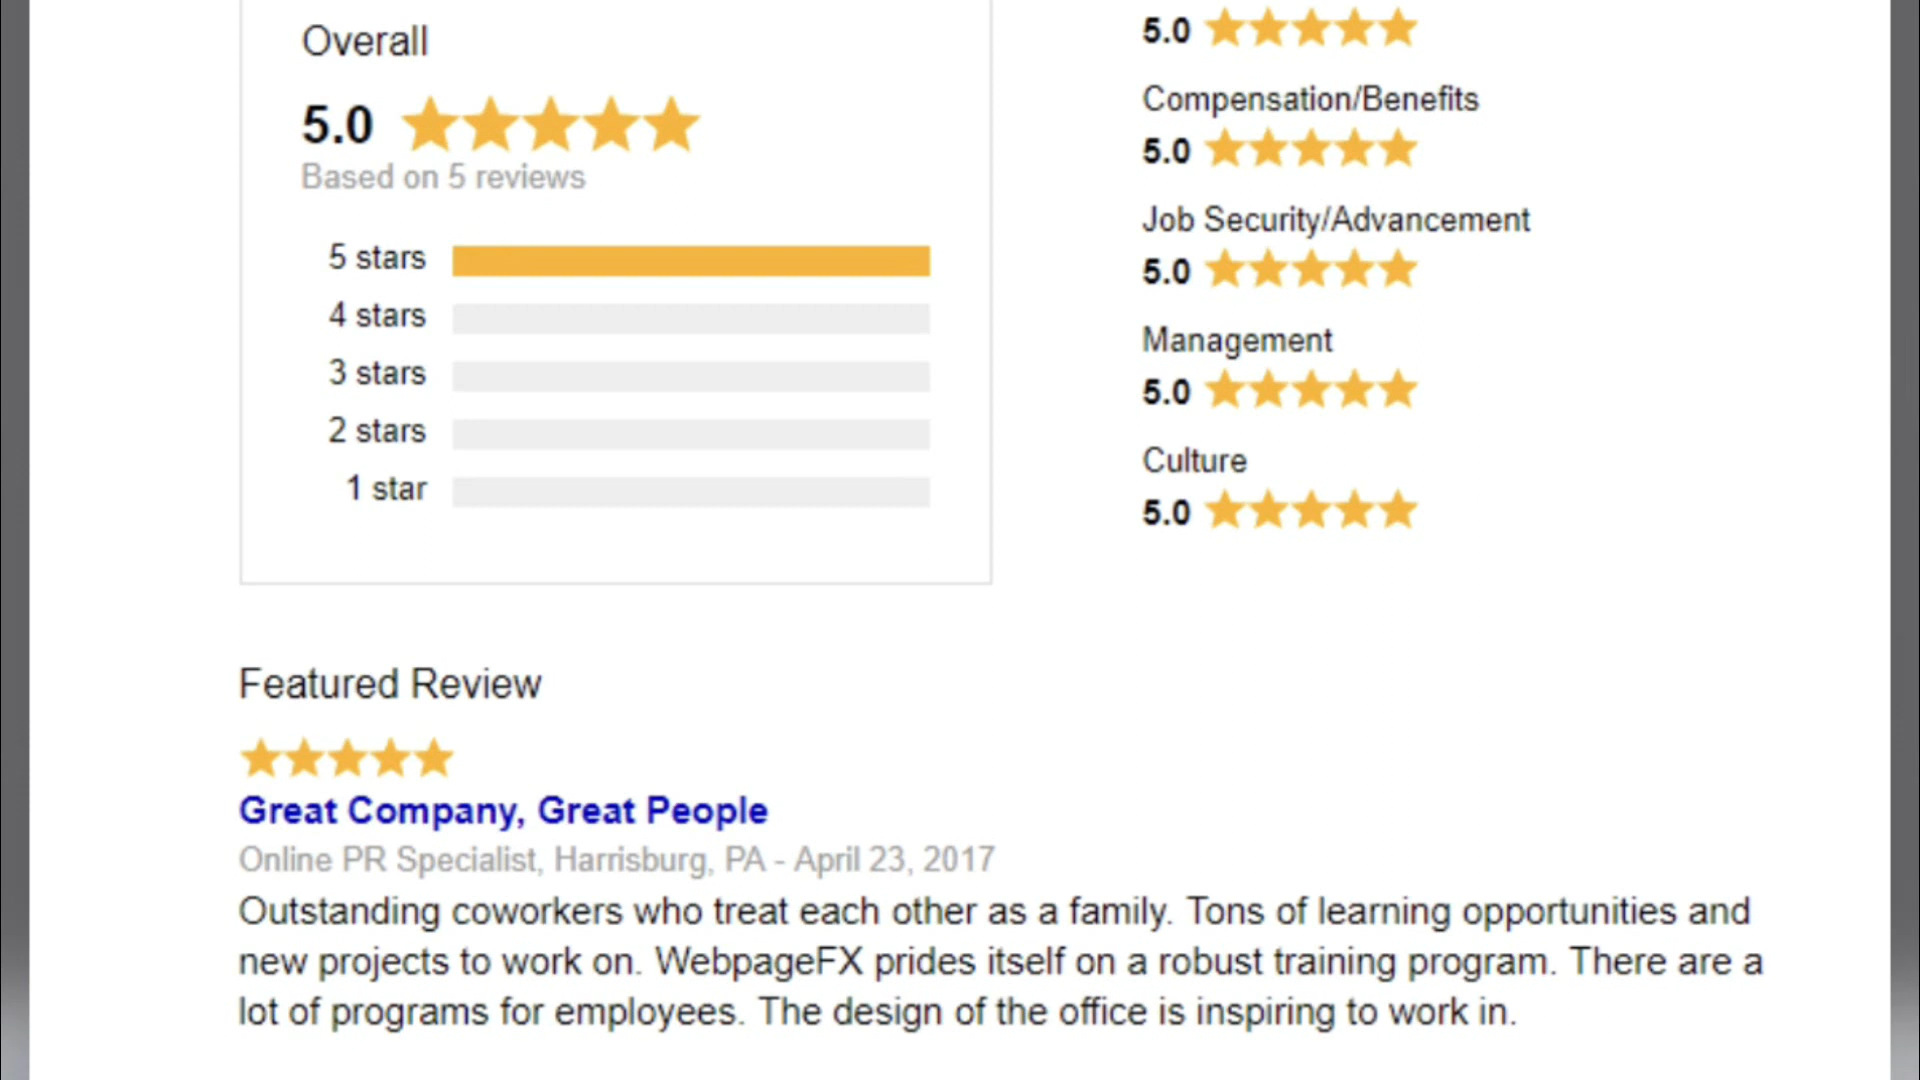 Overall
5.0
Based on 5 reviews
5 stars
4 stars
3 stars
2 stars
1 star
5.0
Compensation/Benefits
5.0
Job Security/Advancement
5.0
Management
5.0
Culture
5.0
Featured Review
Great Company, Great People
Online PR Specialist, Harrisburg, PA - April 23, 2017
Outstanding coworkers who treat each other as a family. Tons of learning opportunities and
new projects to work on. WebpageFX prides itself on a robust training program. There are a
lot of programs for employees. The design of the office is inspiring to work in.